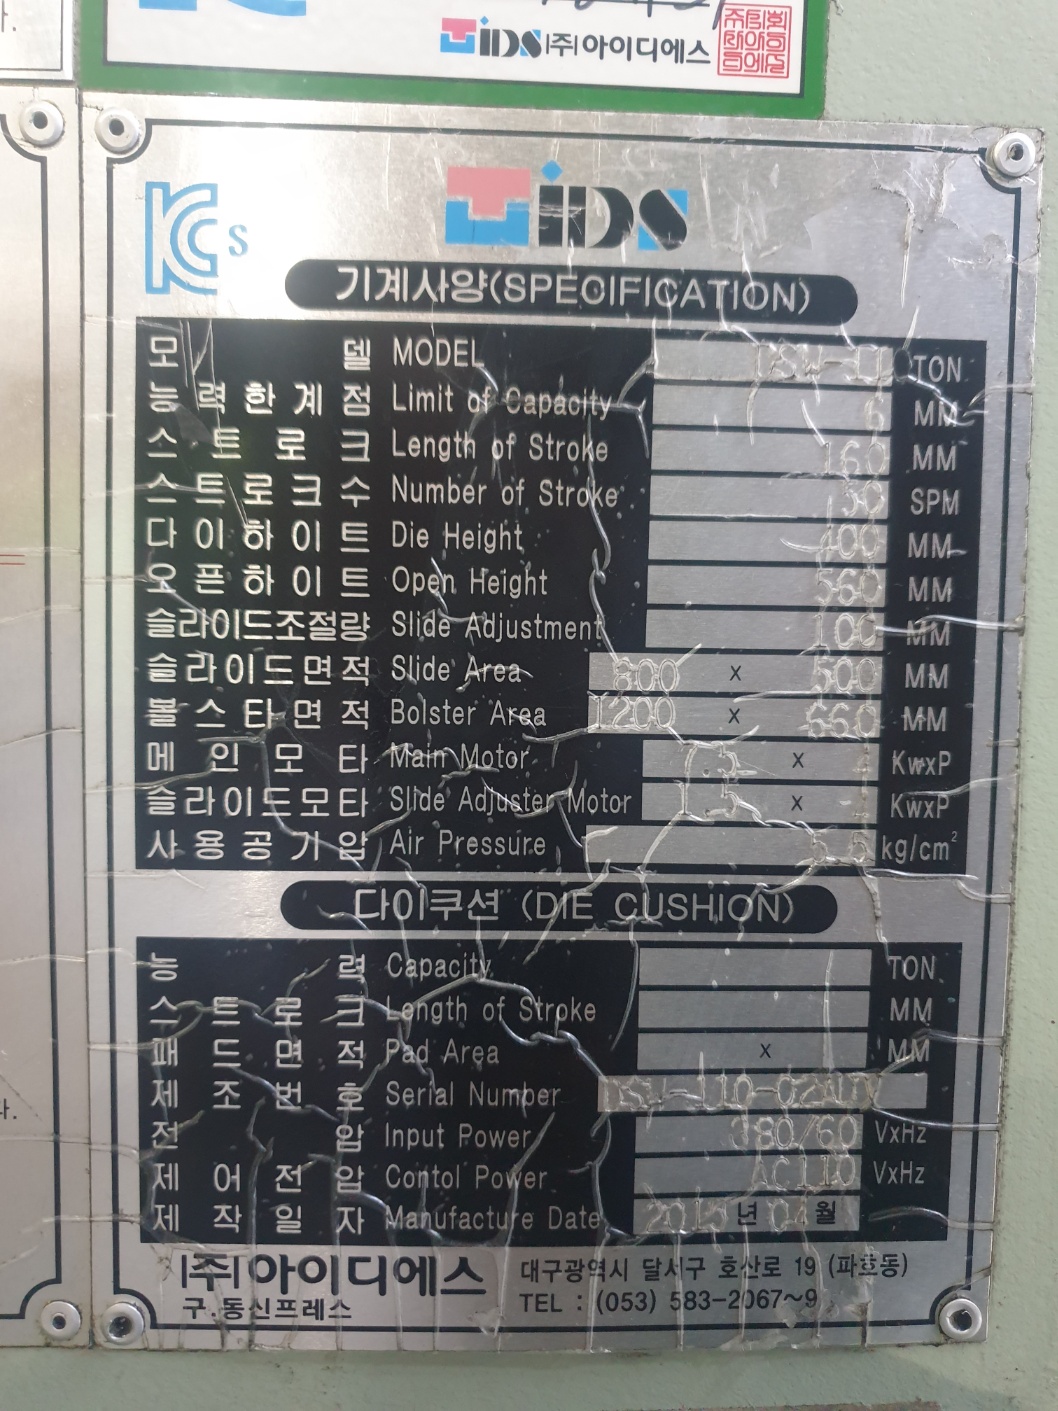 iDS (주)아이디에스
KCs
iDS
기계사양(SPECIFICATION)
모 델 MODEL TON
능력한계점 Limit of Capacity 6 MM
스트로크 Length of Stroke 160 MM
스트로크수 Number of Stroke 50 SPM
다이하이트 Die Height 400 MM
오픈하이트 Open Height 560 MM
슬라이드조절량 Slide Adjustment 100 MM
슬라이드면적 Slide Area x 500 MM
볼스타면적 Bolster Area 1200 x MM
메인모타 Main Motor x KwxP
슬라이드모타 Slide Adjuster Motor 1.5 x KwxP
사용공기압 Air Pressure kg/cm²
다이쿠션 (DIE CUSHION)
능 력 Capacity TON
스트로크 Length of Stroke MM
패드면적 Pad Area x MM
제조번호 Serial Number
전 압 Input Power 380/60 VxHz
제어전압 Contol Power AC110 VxHz
제작일자 Manufacture Date 년 04 월
(주)아이디에스 대구광역시 달서구 호산로 19 (파호동)
구.동신프레스 TEL : (053) 583-2067~9